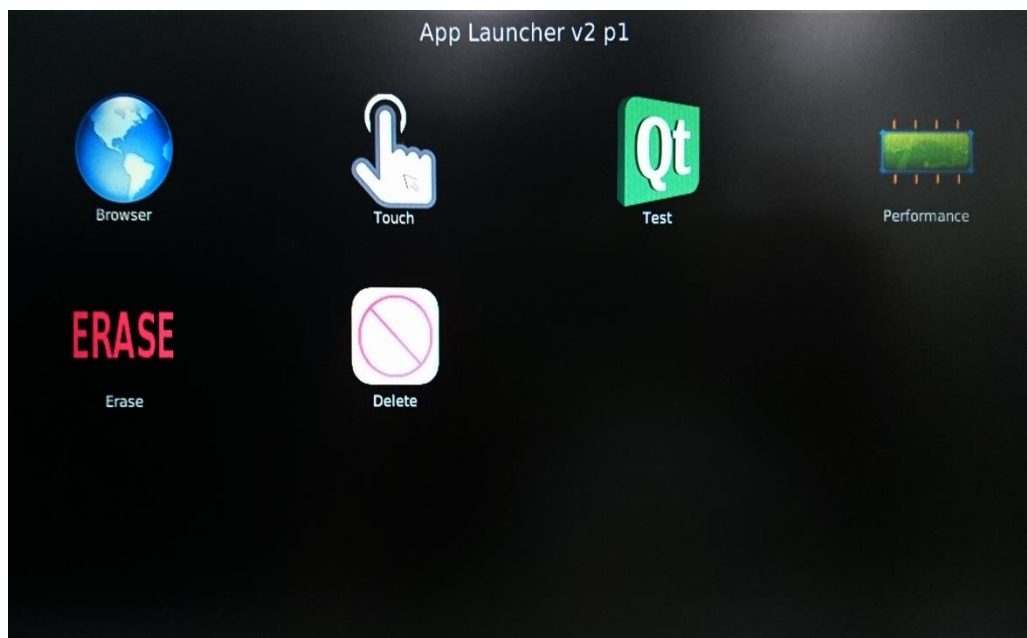 App Launcher v2 p1
Browser
Touch
Qt
Test
Performance
ERASE
Erase
Delete